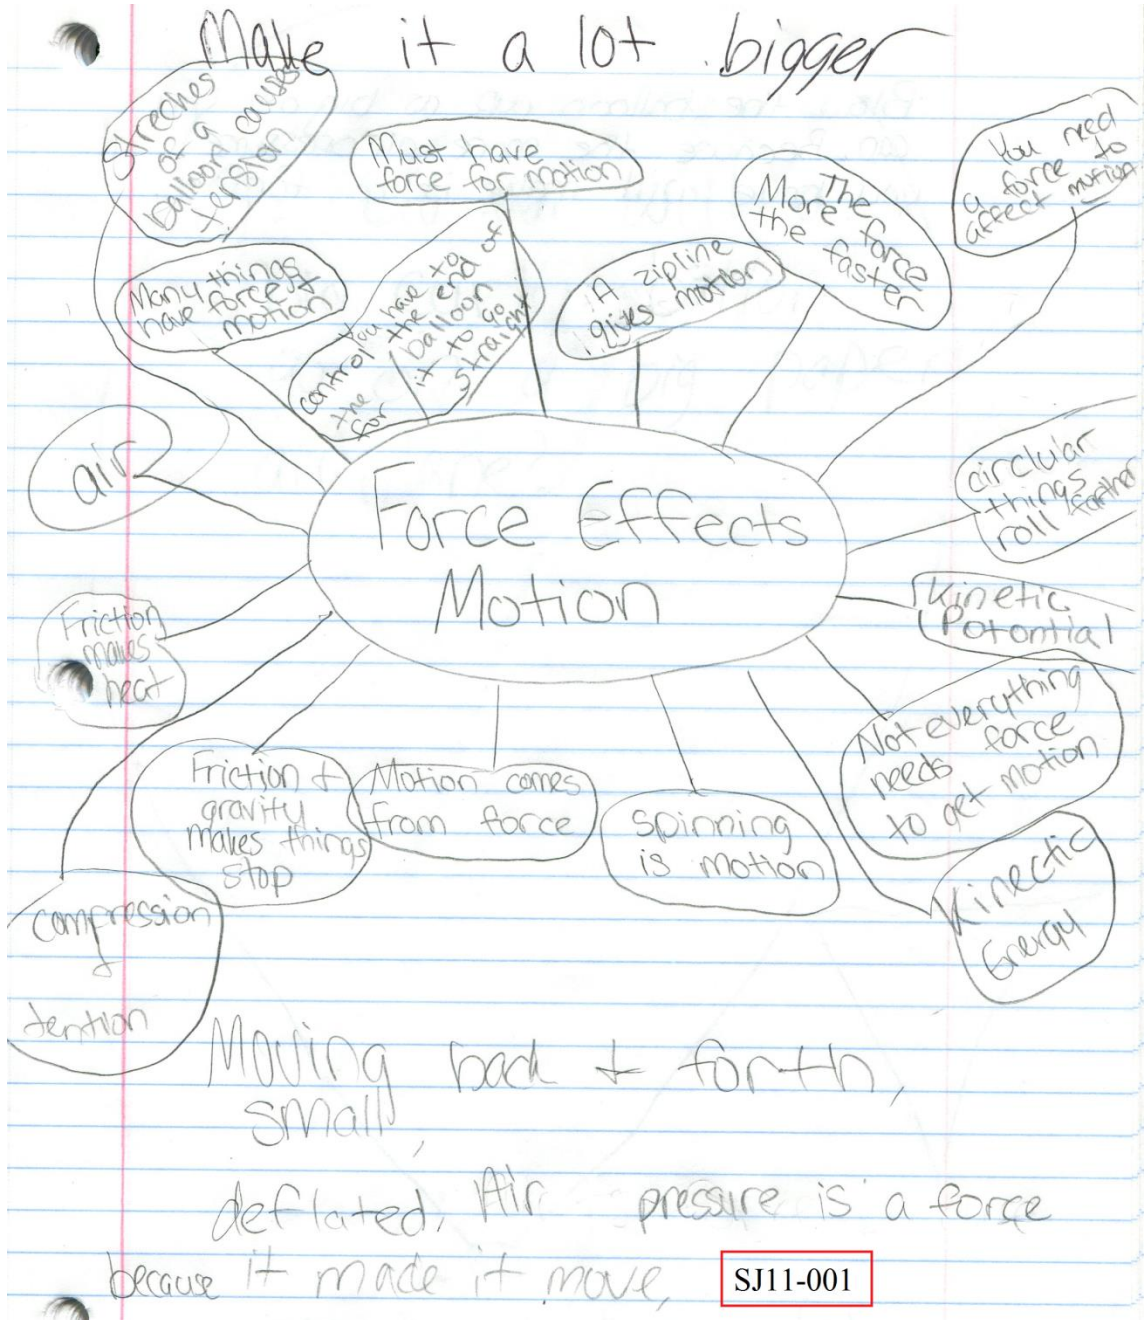 Make it a lot bigger
Streches
of a
balloon causes
tension
Must have
force for motion
The
More force
the faster
You need
a force to
affect motion
Many things
have force &
motion
You have to
control the end of
the balloon
for it to go
straight
A zipline
gives motion
air
Force Effects
Motion
circluiar
things
roll farther
Kinetic
Potential
Friction
makes
heat
Not everything
needs force
to get motion
Friction &
gravity
makes things
stop
Motion comes
from force
spinning
is motion
Kinectic
Energy
compression
&
tention
Moving back & forth,
small,
deflated. Air pressure is a force
because it made it move,
SJ11-001